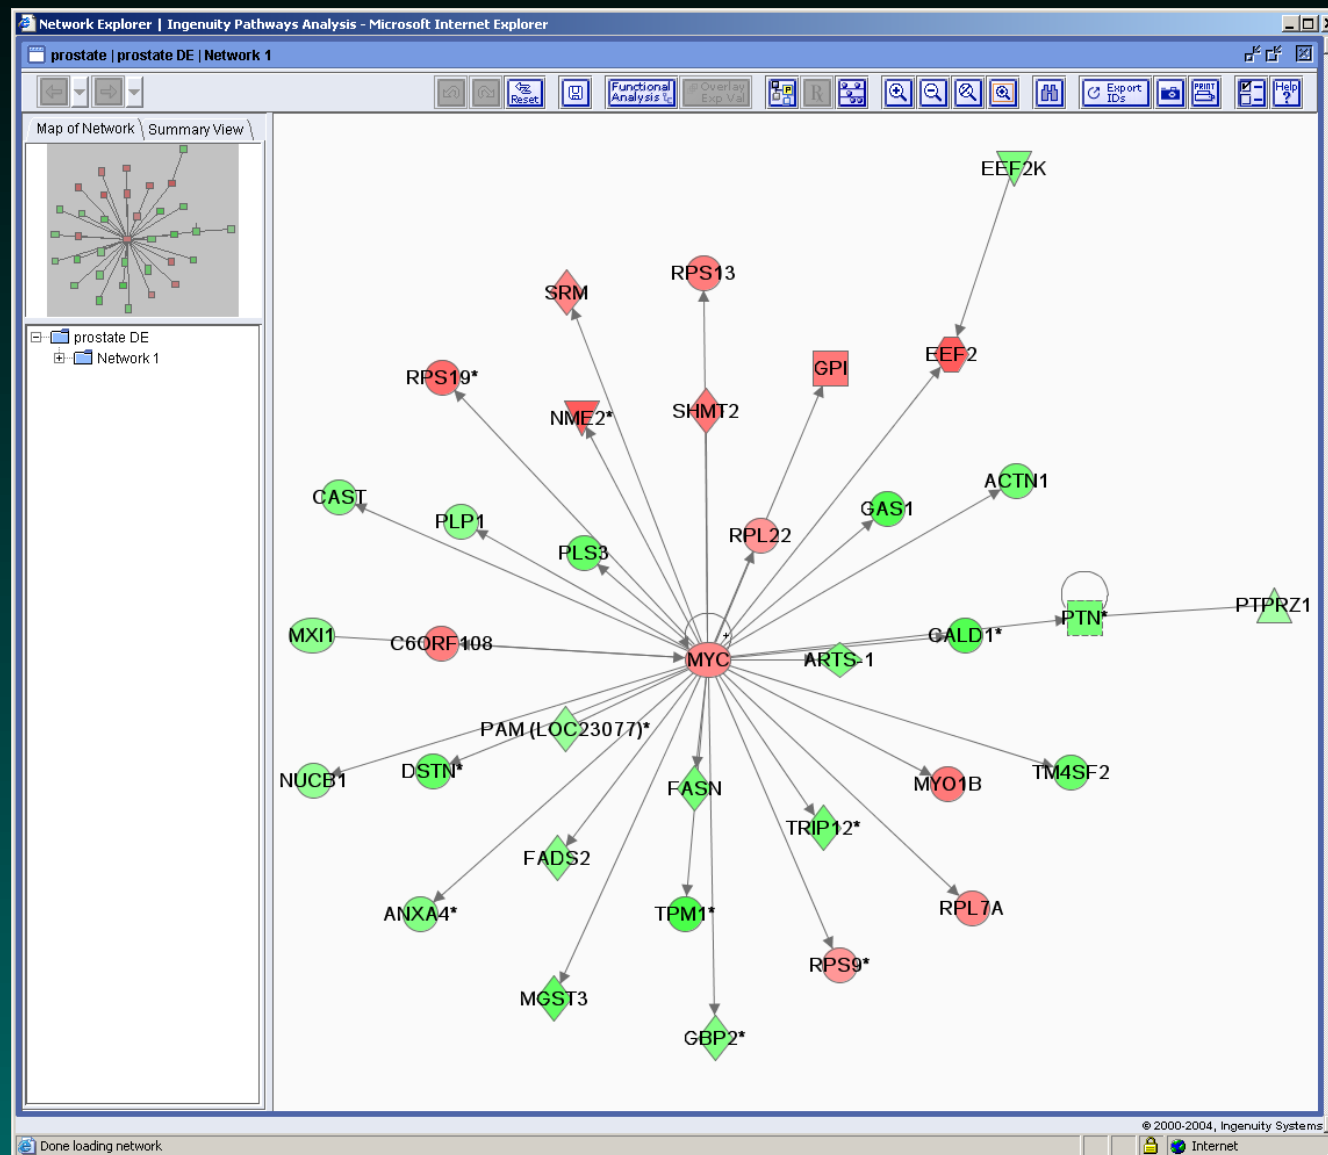 Network Explorer | Ingenuity Pathways Analysis - Microsoft Internet Explorer
prostate | prostate DE | Network 1
Reset
Functional Analysis
Overlay Exp Val
P
R
Export IDs
PRINT
Help ?
Map of Network
Summary View
prostate DE
Network 1
EEF2K
RPS13
SRM
EEF2
GPI
RPS19*
NME2*
SHMT2
ACTN1
CAST
GAS1
PLP1
RPL22
PLS3
PTPRZ1
PTN*
MXI1
C6ORF108
CALD1*
+
MYC
ARTS-1
PAM (LOC23077)*
NUCB1
DSTN*
FASN
MYO1B
TM4SF2
TRIP12*
FADS2
ANXA4*
TPM1*
RPL7A
RPS9*
MGST3
GBP2*
© 2000-2004, Ingenuity Systems
Done loading network
Internet